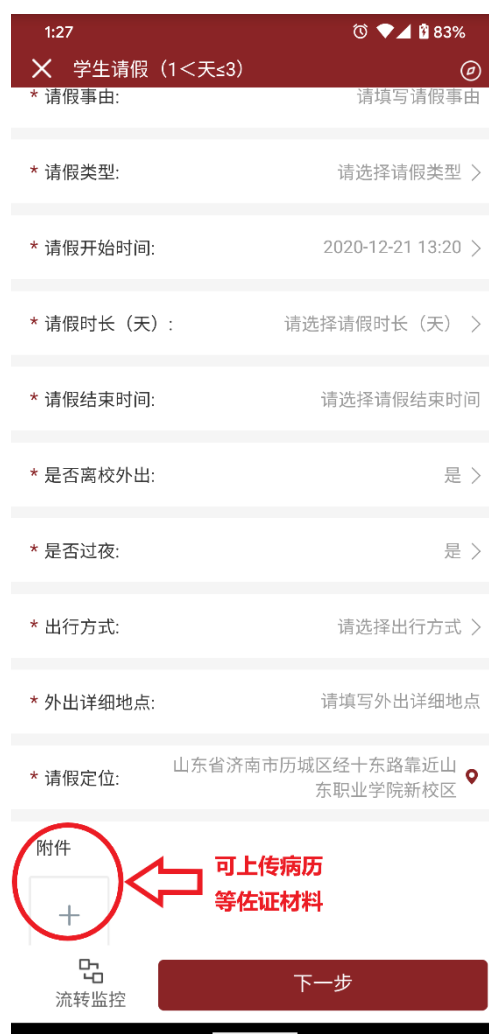 1:27
83%
学生请假（1＜天≤3）
* 请假事由: 请填写请假事由
* 请假类型: 请选择请假类型
* 请假开始时间: 2020-12-21 13:20
* 请假时长（天）: 请选择请假时长（天）
* 请假结束时间: 请选择请假结束时间
* 是否离校外出: 是
* 是否过夜: 是
* 出行方式: 请选择出行方式
* 外出详细地点: 请填写外出详细地点
* 请假定位: 山东省济南市历城区经十东路靠近山
东职业学院新校区
附件
可上传病历
等佐证材料
流转监控
下一步